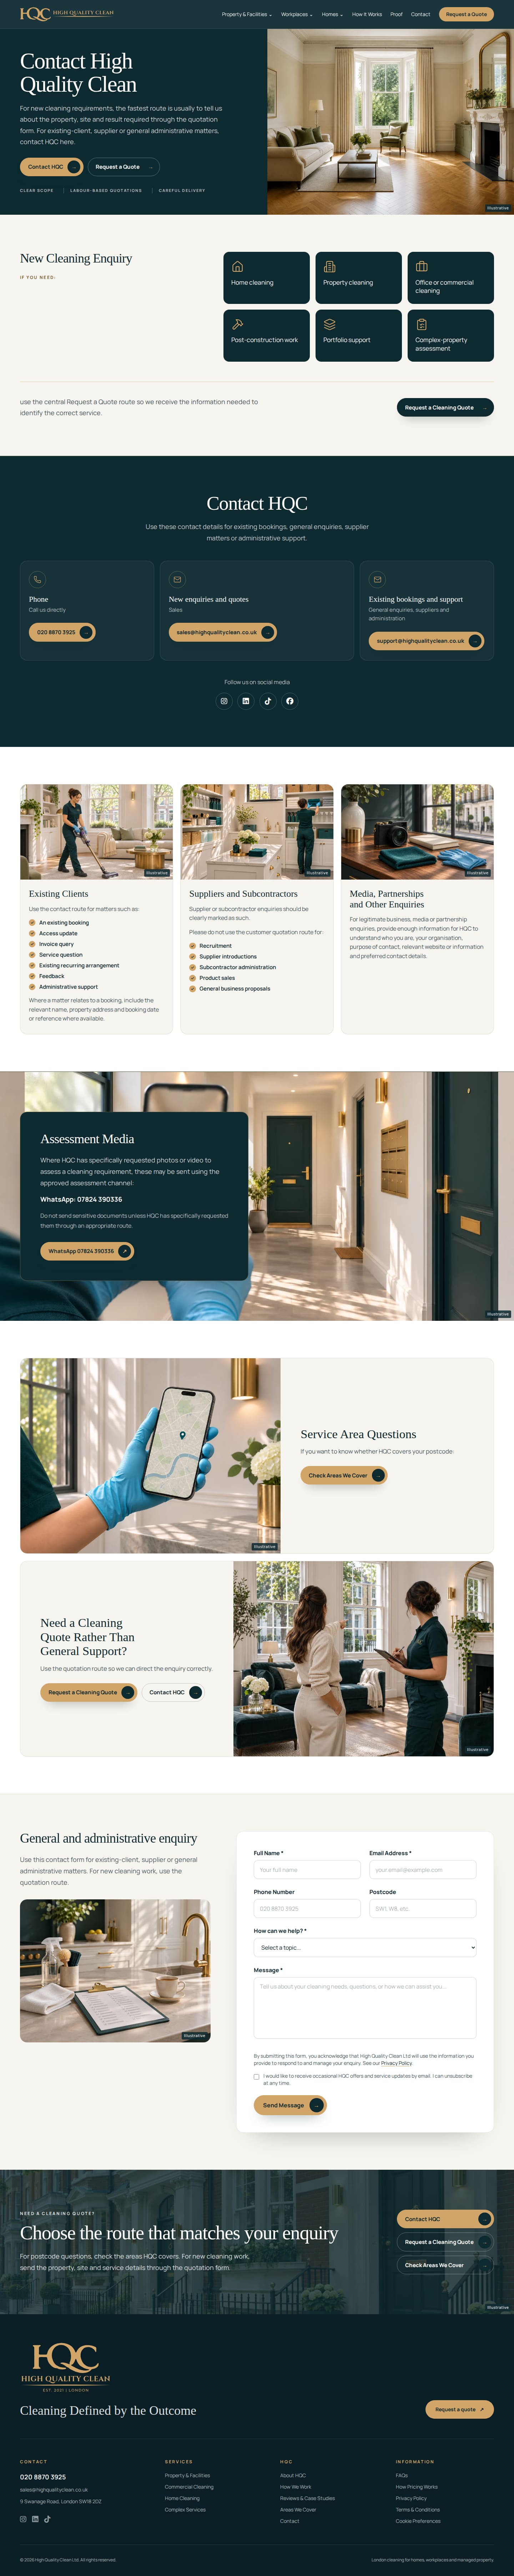 HQC HIGH QUALITY CLEAN
Property & Facilities
Workplaces
Homes
How It Works
Proof
Contact
Request a Quote
Contact High
Quality Clean
For new cleaning requirements, the fastest route is usually to tell us
about the property, site and result required through the quotation
form. For existing-client, supplier or general administrative matters,
contact HQC here.
Contact HQC
Request a Quote
CLEAR SCOPE
LABOUR-BASED QUOTATIONS
CAREFUL DELIVERY
Illustrative
New Cleaning Enquiry
IF YOU NEED:
Home cleaning
Property cleaning
Office or commercial
cleaning
Post-construction work
Portfolio support
Complex-property
assessment
use the central Request a Quote route so we receive the information needed to
identify the correct service.
Request a Cleaning Quote
Contact HQC
Use these contact details for existing bookings, general enquiries, supplier
matters or administrative support.
Phone
Call us directly
020 8870 3925
New enquiries and quotes
Sales
sales@highqualityclean.co.uk
Existing bookings and support
General enquiries, suppliers and
administration
support@highqualityclean.co.uk
Follow us on social media
Illustrative
Illustrative
Illustrative
Existing Clients
Use the contact route for matters such as:
An existing booking
Access update
Invoice query
Service question
Existing recurring arrangement
Feedback
Administrative support
Where a matter relates to a booking, include the
relevant name, property address and booking date
or reference where available.
Suppliers and Subcontractors
Supplier or subcontractor enquiries should be
clearly marked as such.
Please do not use the customer quotation route for:
Recruitment
Supplier introductions
Subcontractor administration
Product sales
General business proposals
Media, Partnerships
and Other Enquiries
For legitimate business, media or partnership
enquiries, provide enough information for HQC to
understand who you are, your organisation,
purpose of contact, relevant website or information
and preferred contact details.
Assessment Media
Where HQC has specifically requested photos or video to
assess a cleaning requirement, these may be sent using the
approved assessment channel:
WhatsApp: 07824 390336
Do not send sensitive documents unless HQC has specifically requested
them through an appropriate route.
WhatsApp 07824 390336
Illustrative
Illustrative
Service Area Questions
If you want to know whether HQC covers your postcode:
Check Areas We Cover
Need a Cleaning
Quote Rather Than
General Support?
Use the quotation route so we can direct the enquiry correctly.
Request a Cleaning Quote
Contact HQC
Illustrative
General and administrative enquiry
Use this contact form for existing-client, supplier or general
administrative matters. For new cleaning work, use the
quotation route.
Illustrative
Full Name *
Email Address *
Your full name
your.email@example.com
Phone Number
Postcode
020 8870 3925
SW1, W8, etc.
How can we help? *
Select a topic...
Message *
Tell us about your cleaning needs, questions, or how we can assist you...
By submitting this form, you acknowledge that High Quality Clean Ltd will use the information you
provide to respond to and manage your enquiry. See our Privacy Policy.
I would like to receive occasional HQC offers and service updates by email. I can unsubscribe
at any time.
Send Message
NEED A CLEANING QUOTE?
Choose the route that matches your enquiry
For postcode questions, check the areas HQC covers. For new cleaning work,
send the property, site and service details through the quotation form.
Contact HQC
Request a Cleaning Quote
Check Areas We Cover
Illustrative
HQC
HIGH QUALITY CLEAN
EST. 2021 | LONDON
Cleaning Defined by the Outcome
Request a quote
CONTACT
020 8870 3925
sales@highqualityclean.co.uk
9 Swanage Road, London SW18 2DZ
SERVICES
Property & Facilities
Commercial Cleaning
Home Cleaning
Complex Services
HQC
About HQC
How We Work
Reviews & Case Studies
Areas We Cover
Contact
INFORMATION
FAQs
How Pricing Works
Privacy Policy
Terms & Conditions
Cookie Preferences
© 2026 High Quality Clean Ltd. All rights reserved.
London cleaning for homes, workplaces and managed property.